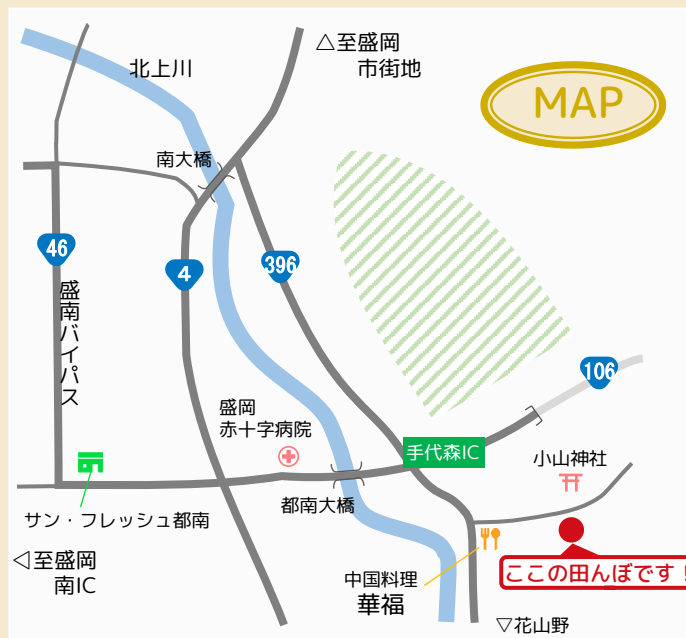 △至盛岡
市街地
北上川
MAP
南大橋
46
4
396
盛南バイパス
106
盛岡
赤十字病院
手代森IC
小山神社
都南大橋
サン・フレッシュ都南
◁至盛岡
南IC
中国料理
華福
ここの田んぼです!
▽花山野